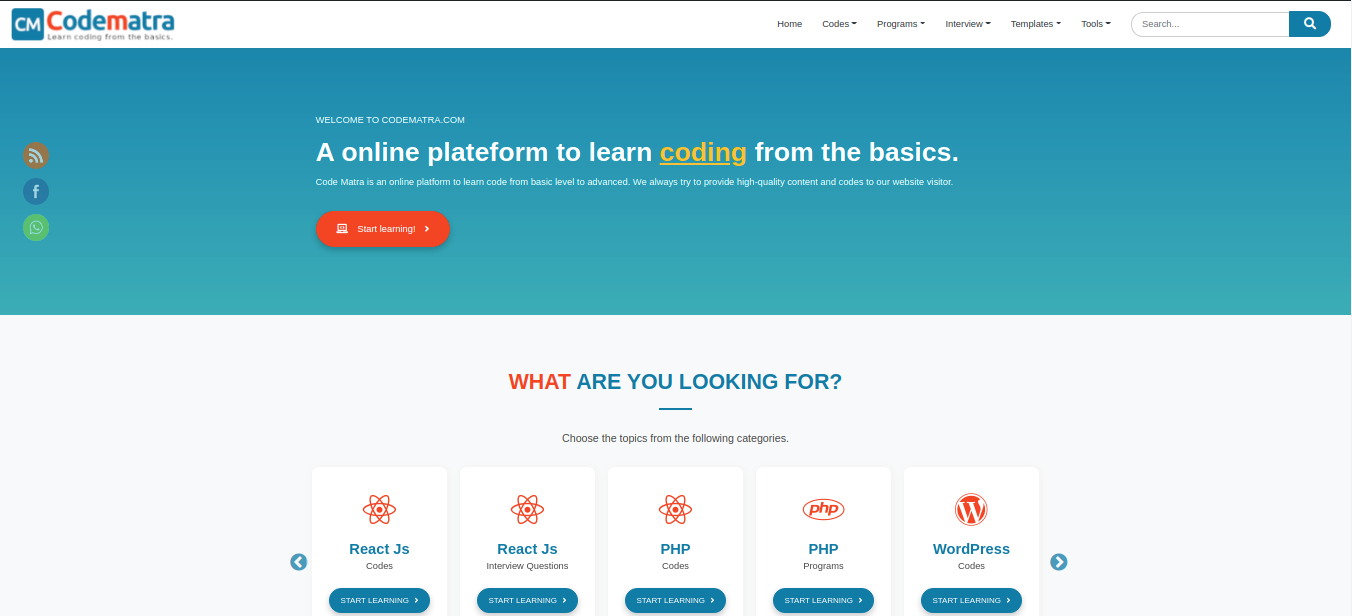 CM Codematra
Learn coding from the basics.
Home Codes Programs Interview Templates Tools Search...
WELCOME TO CODEMATRA.COM
A online plateform to learn coding from the basics.
Code Matra is an online platform to learn code from basic level to advanced. We always try to provide high-quality content and codes to our website visitor.
Start learning!
WHAT ARE YOU LOOKING FOR?
Choose the topics from the following categories.
php
React Js React Js PHP PHP WordPress
Codes Interview Questions Codes Programs Codes
START LEARNING START LEARNING START LEARNING START LEARNING START LEARNING